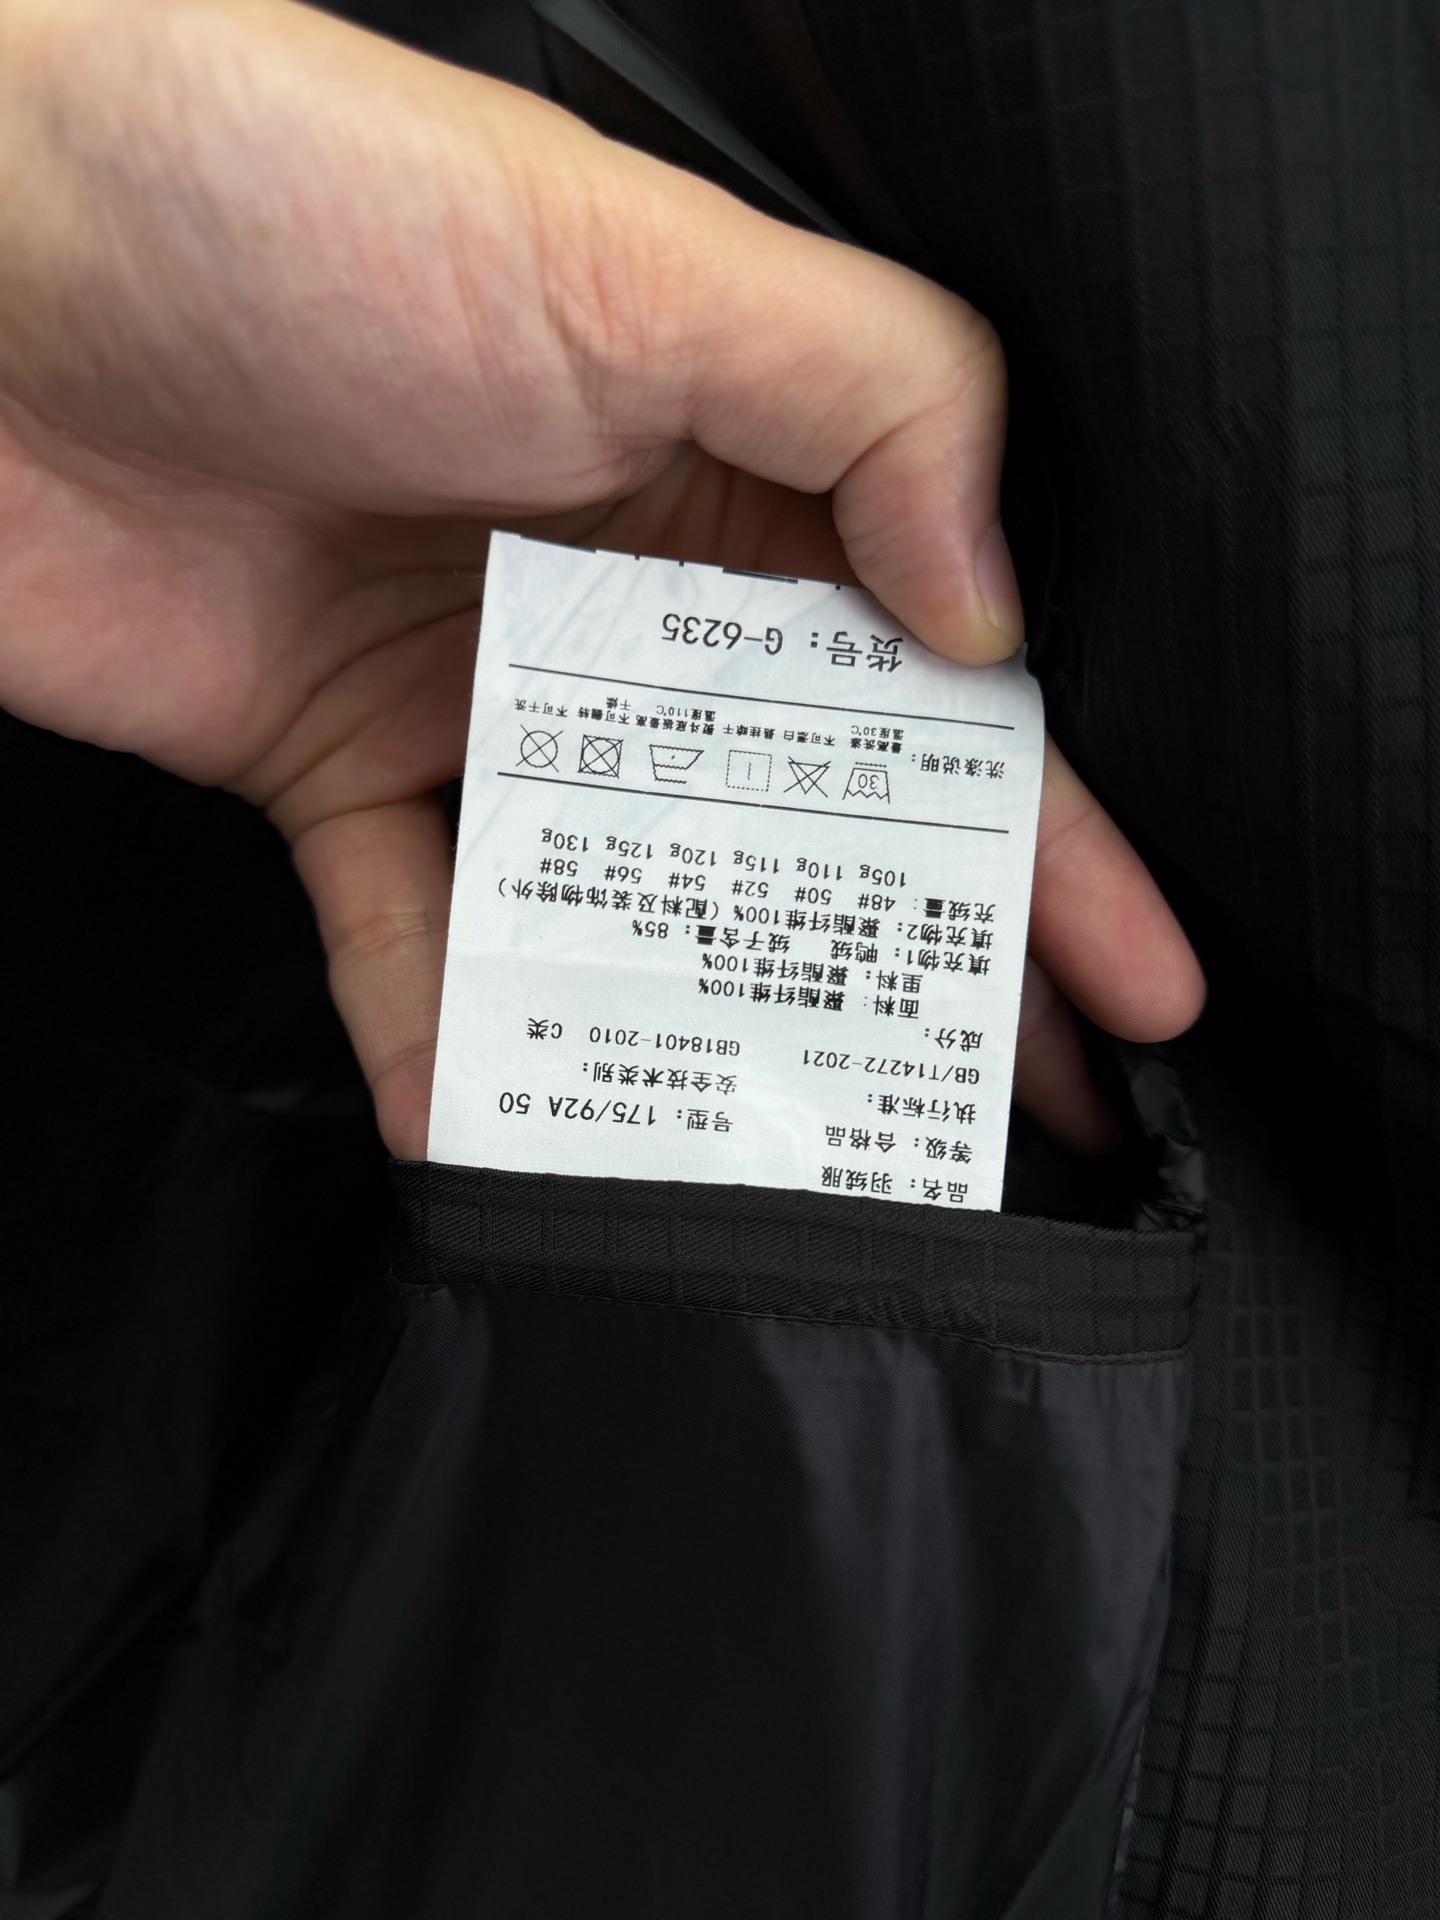 品名：羽绒服
等级：合格品
号型：175/92A 50
执行标准：
安全技术类别：
GB/T14272-2021
GB18401-2010 C类
成分：
面料：聚酯纤维100%
里料：聚酯纤维100%
填充物1：鸭绒 绒子含量：85%
填充物2：聚酯纤维100%（配料及装饰物除外）
充绒量：48# 50# 52# 54# 56# 58#
105g 110g 115g 120g 125g 130g
洗涤说明：
30
最高洗涤温度30℃
不可漂白
悬挂晾干
熨斗底板最高温度110℃
不可翻转干燥
不可干洗
货号：G-6235